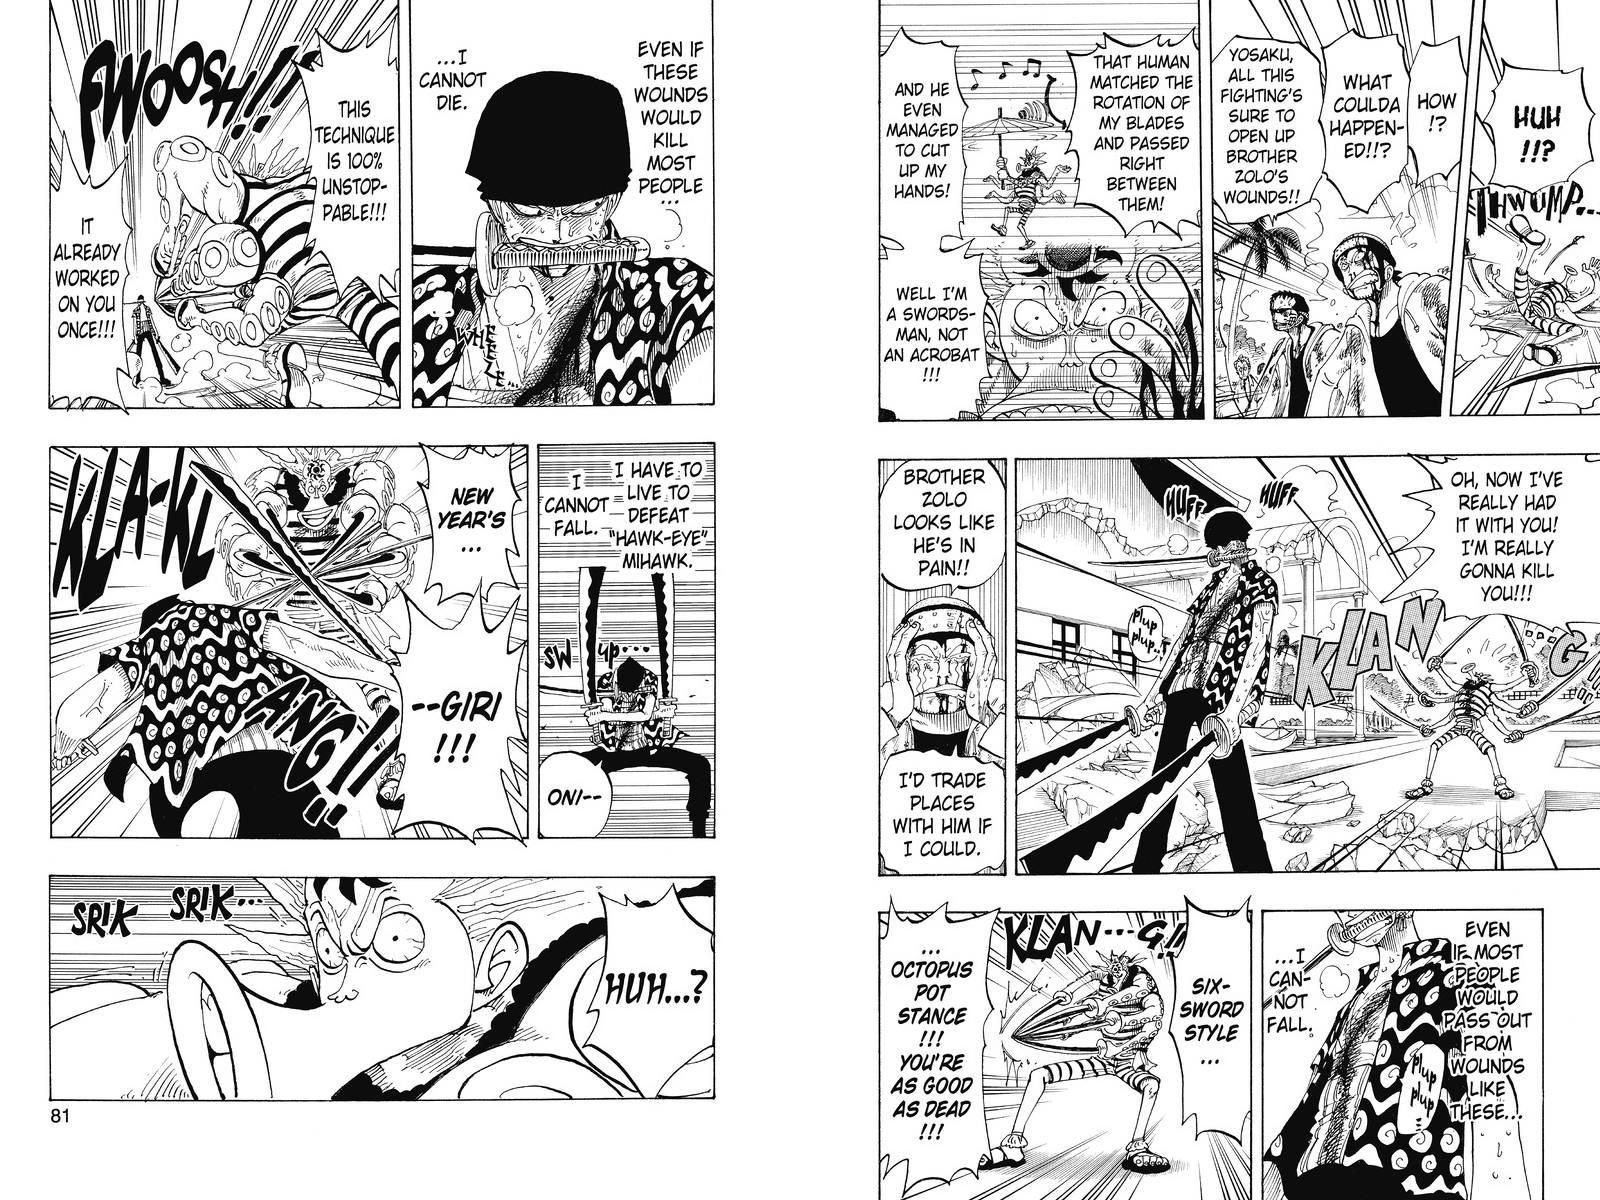 HUH
!!?
THWUMP...
HOW
!?
WHAT
COULDA
HAPPEN-
ED!!?
YOSAKU,
ALL THIS
FIGHTING'S
SURE TO
OPEN UP
BROTHER
ZOLO'S
WOUNDS!!
THAT HUMAN
MATCHED THE
ROTATION OF
MY BLADES
AND PASSED
RIGHT
BETWEEN
THEM!
AND HE
EVEN
MANAGED
TO CUT
UP MY
HANDS!
WELL I'M
A SWORDS-
MAN, NOT
AN ACROBAT
!!!
OH, NOW I'VE
REALLY HAD
IT WITH YOU!
I'M REALLY
GONNA KILL
YOU!!!
KLANG
HUFF
HUFF
Plup
plup...
BROTHER
ZOLO
LOOKS LIKE
HE'S IN
PAIN!!
I'D TRADE
PLACES
WITH HIM IF
I COULD.
EVEN
IF MOST
PEOPLE
WOULD
PASS OUT
FROM
WOUNDS
LIKE
THESE...
...I
CAN-
NOT
FALL.
Plup
plup...
SIX-
SWORD
STYLE
...
KLAN...G!!
...
OCTOPUS
POT
STANCE
!!!
YOU'RE
AS GOOD
AS DEAD
!!!
EVEN IF
THESE
WOUNDS
WOULD
KILL
MOST
PEOPLE
...
...I
CANNOT
DIE.
WHEEEZE...
THIS
TECHNIQUE
IS 100%
UNSTOP-
PABLE!!!
FWOOSH!!
IT
ALREADY
WORKED
ON YOU
ONCE!!!
I HAVE TO
LIVE TO
DEFEAT
"HAWK-EYE"
MIHAWK.
I
CANNOT
FALL.
SWUP...
ONI--
NEW
YEAR'S
...
--GIRI
!!!
KLA-KL
ANG!!
HUH...?
SRIK
SRIK...
81